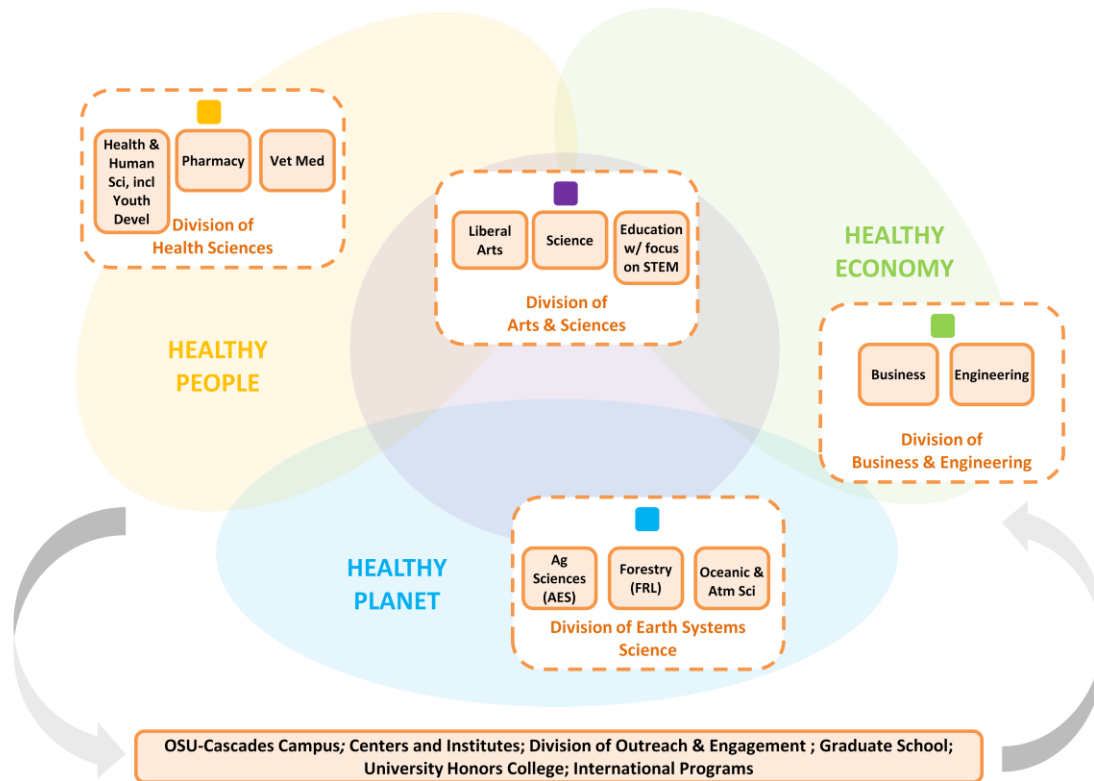 Health &
Human
Sci, incl
Youth
Devel
Pharmacy
Vet Med
Division of
Health Sciences
Liberal
Arts
Science
Education
w/ focus
on STEM
Division of
Arts & Sciences
HEALTHY
ECONOMY
HEALTHY
PEOPLE
Business
Engineering
Division of
Business & Engineering
HEALTHY
PLANET
Ag
Sciences
(AES)
Forestry
(FRL)
Oceanic &
Atm Sci
Division of Earth Systems
Science
OSU-Cascades Campus; Centers and Institutes; Division of Outreach & Engagement ; Graduate School;
University Honors College; International Programs